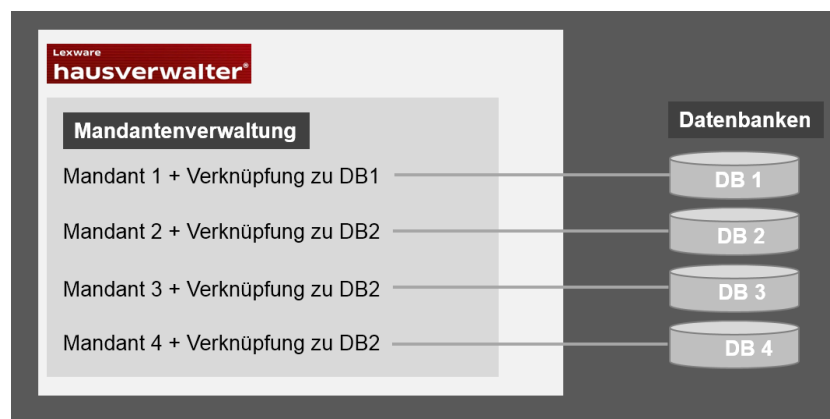 Lexware
hausverwalter®
Mandantenverwaltung
Datenbanken
Mandant 1 + Verknüpfung zu DB1
DB 1
Mandant 2 + Verknüpfung zu DB2
DB 2
Mandant 3 + Verknüpfung zu DB2
DB 3
Mandant 4 + Verknüpfung zu DB2
DB 4